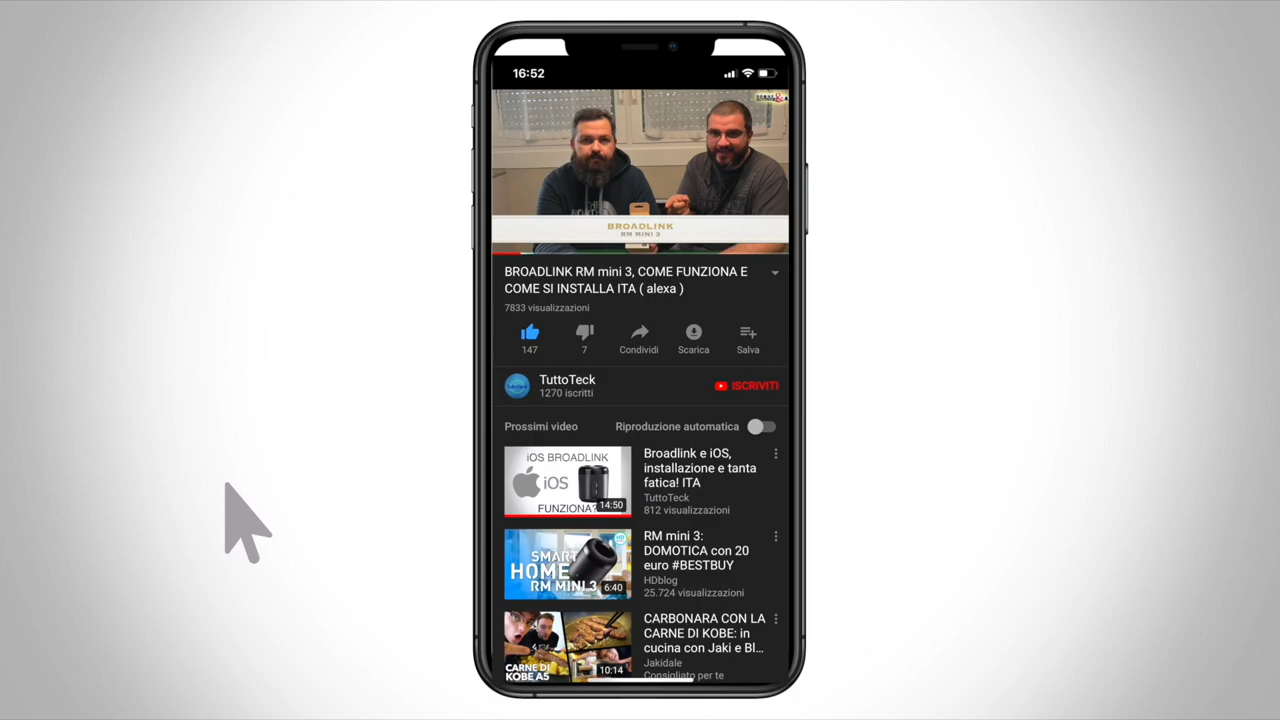 16:52
BROADLINK
RM MINI 3
BROADLINK RM mini 3, COME FUNZIONA E
COME SI INSTALLA ITA ( alexa )
7833 visualizzazioni
147
7
Condividi
Scarica
Salva
TuttoTeck
1270 iscritti
ISCRIVITI
Prossimi video
Riproduzione automatica
iOS BROADLINK
iOS
FUNZIONA?
14:50
Broadlink e iOS,
installazione e tanta
fatica! ITA
TuttoTeck
812 visualizzazioni
SMART
HOME
RM MINI 3
HD
6:40
RM mini 3:
DOMOTICA con 20
euro #BESTBUY
HDblog
25.724 visualizzazioni
CARNE DI
KOBE A5
10:14
CARBONARA CON LA
CARNE DI KOBE: in
cucina con Jaki e Bl...
Jakidale
Consigliato per te